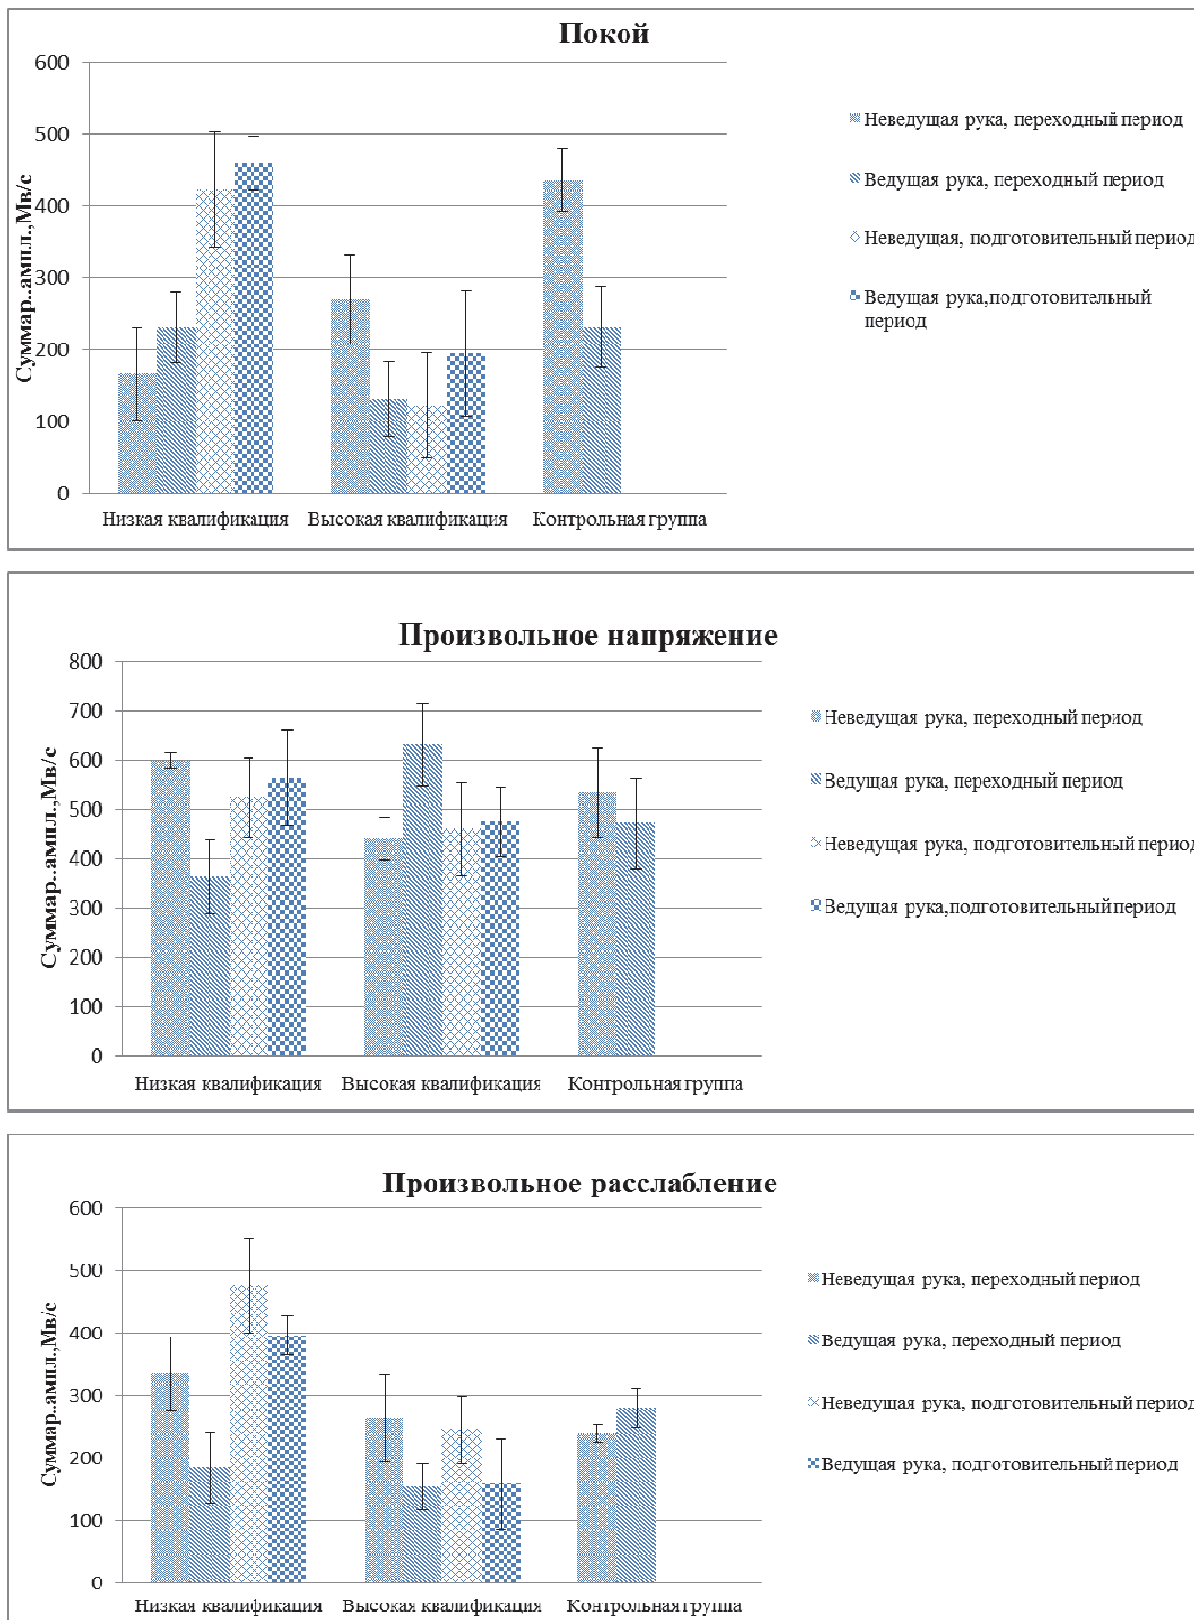 Покой
600
500
400
300
200
100
0
Суммар..ампл.,Мв/с
Низкая квалификация
Высокая квалификация
Контрольная группа
Неведущая рука, переходный период
Ведущая рука, переходный период
Неведущая, подготовительный период
Ведущая рука,подготовительный
период
Произвольное напряжение
800
700
600
500
400
300
200
100
0
Суммар..ампл.,Мв/с
Низкая квалификация
Высокая квалификация
Контрольная группа
Неведущая рука, переходный период
Ведущая рука, переходный период
Неведущая рука, подготовительный период
Ведущая рука,подготовительный период
Произвольное расслабление
600
500
400
300
200
100
0
Суммар..ампл.,Мв/с
Низкая квалификация
Высокая квалификация
Контрольная группа
Неведущая рука, переходный период
Ведущая рука, переходный период
Неведущая рука, подготовительный период
Ведущая рука, подготовительный период